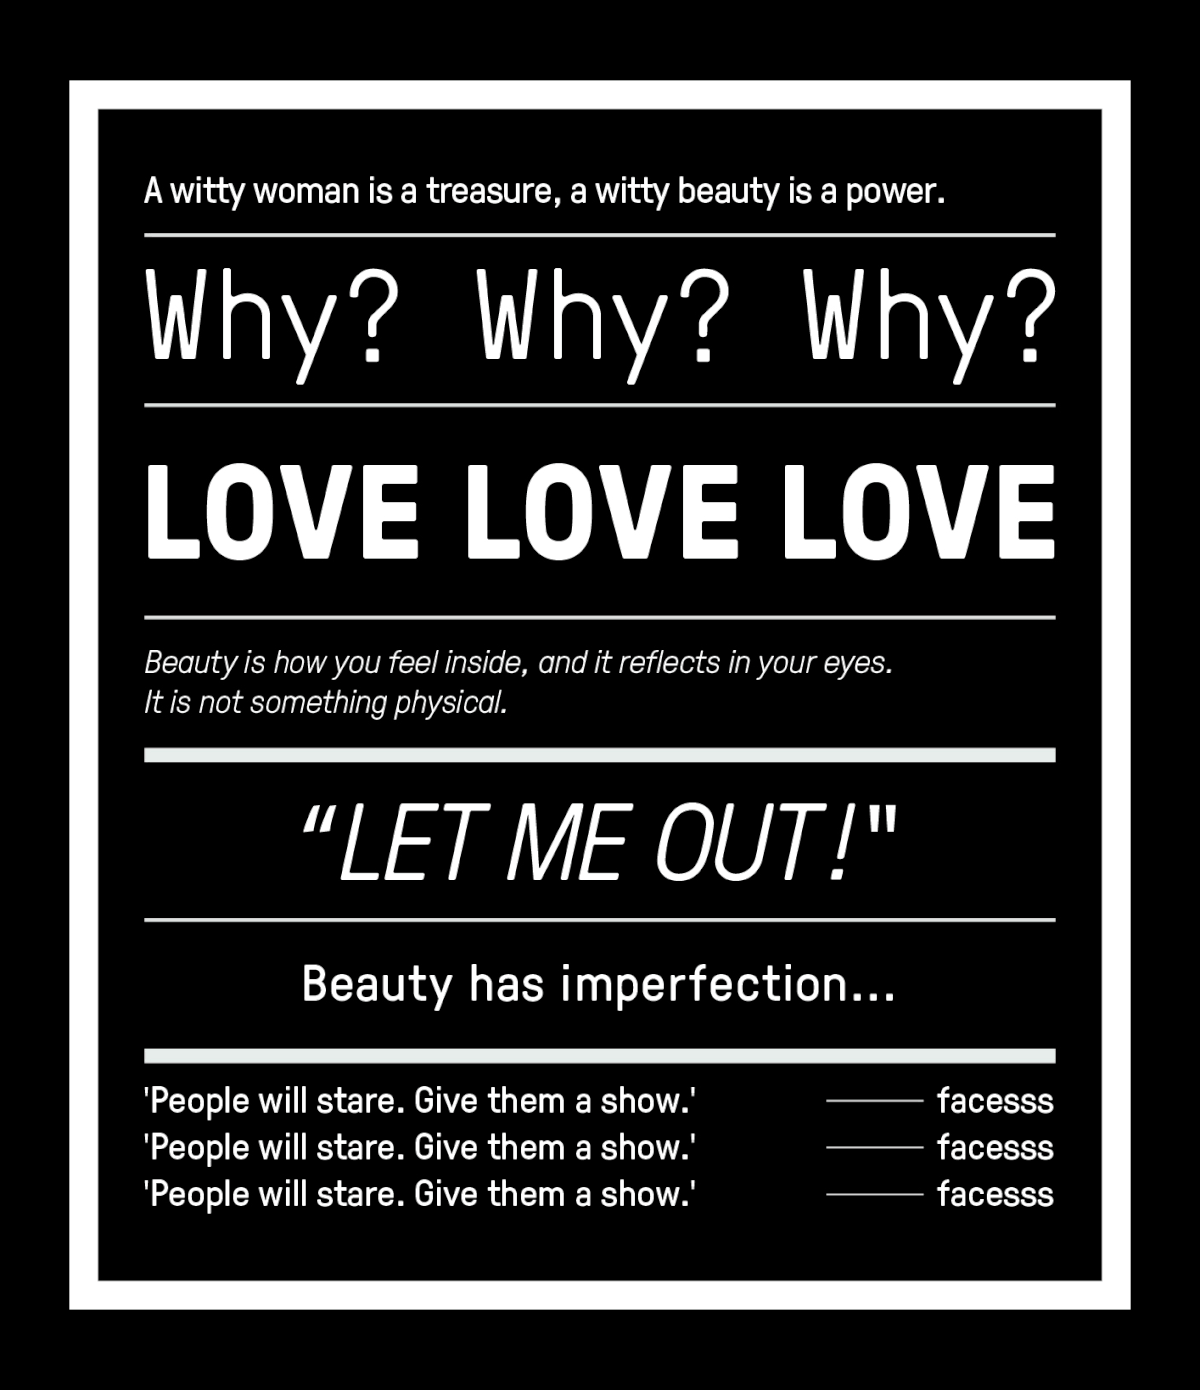 A witty woman is a treasure, a witty beauty is a power.
Why? Why? Why?
LOVE LOVE LOVE
Beauty is how you feel inside, and it reflects in your eyes.
It is not something physical.
“LET ME OUT!"
Beauty has imperfection...
'People will stare. Give them a show.' —— facesss
'People will stare. Give them a show.' —— facesss
'People will stare. Give them a show.' —— facesss